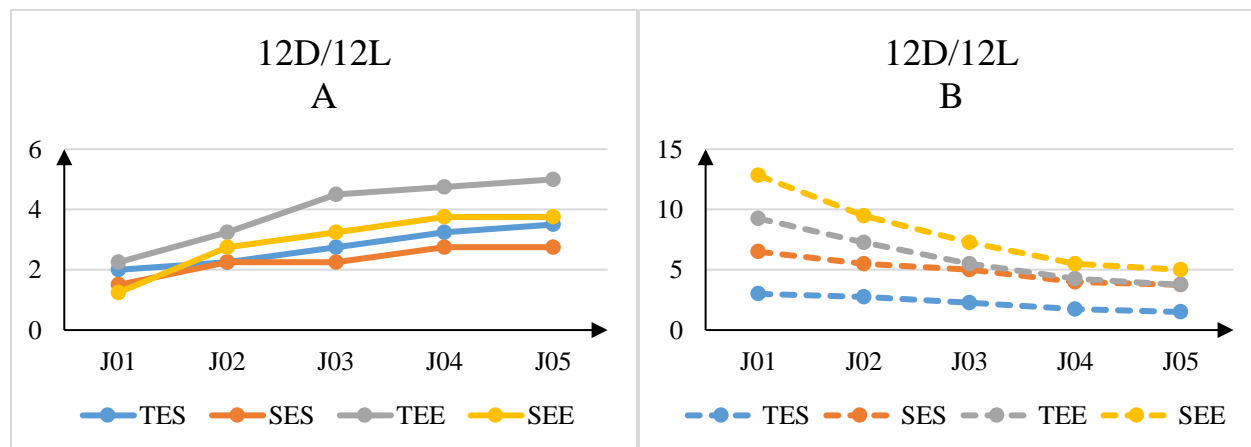 12D/12L
A
6
4
2
0
J01 J02 J03 J04 J05
TES SES TEE SEE
12D/12L
B
15
10
5
0
J01 J02 J03 J04 J05
TES SES TEE SEE